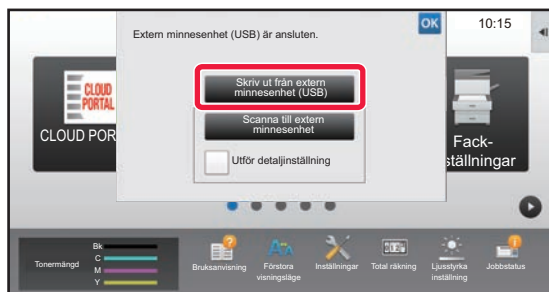 Extern minnesenhet (USB) är ansluten.
OK
10:15
Skriv ut från extern
minnesenhet (USB)
Scanna till extern
minnesenhet
Utför detaljinställning
CLOUD
PORTAL
CLOUD POR
Fack-
ställningar
Tonermängd
Bk
C
M
Y
Bruksanvisning
Förstora
visningsläge
Inställningar
Total räkning
Ljusstyrka
inställning
Jobbstatus